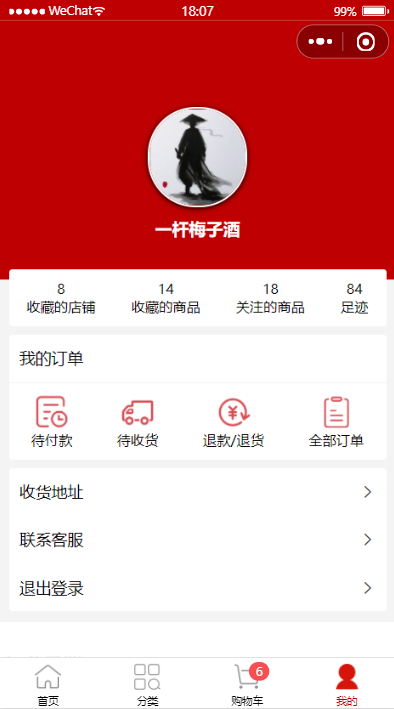 WeChat 18:07 99%
一杆梅子酒
8 14 18 84
收藏的店铺 收藏的商品 关注的商品 足迹
我的订单
待付款 待收货 退款/退货 全部订单
收货地址
联系客服
退出登录
6
首页 分类 购物车 我的